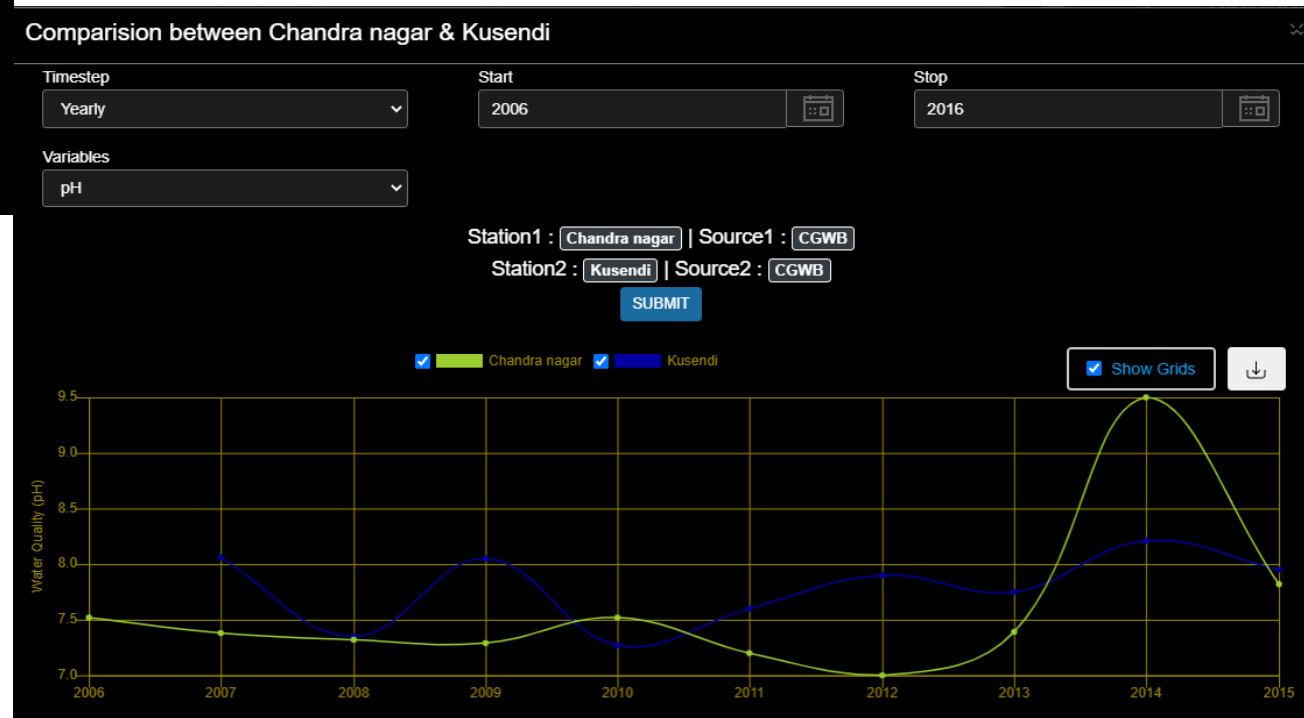 Comparision between Chandra nagar & Kusendi
Timestep Start Stop
Yearly 2006 2016
Variables
pH
Station1 : Chandra nagar | Source1 : CGWB
Station2 : Kusendi | Source2 : CGWB
SUBMIT
Chandra nagar Kusendi
Show Grids
9.5
9.0
8.5
8.0
7.5
7.0
Water Quality (pH)
2006 2007 2008 2009 2010 2011 2012 2013 2014 2015